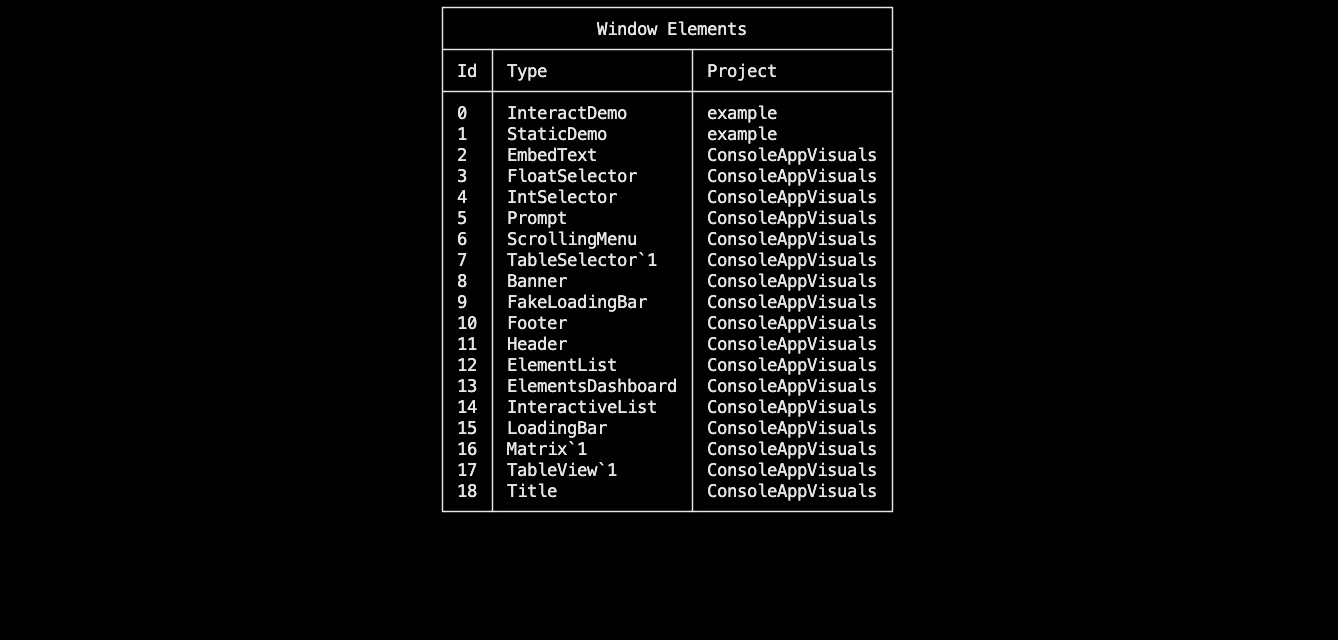 Window Elements
Id Type Project
0 InteractDemo example
1 StaticDemo example
2 EmbedText ConsoleAppVisuals
3 FloatSelector ConsoleAppVisuals
4 IntSelector ConsoleAppVisuals
5 Prompt ConsoleAppVisuals
6 ScrollingMenu ConsoleAppVisuals
7 TableSelector`1 ConsoleAppVisuals
8 Banner ConsoleAppVisuals
9 FakeLoadingBar ConsoleAppVisuals
10 Footer ConsoleAppVisuals
11 Header ConsoleAppVisuals
12 ElementList ConsoleAppVisuals
13 ElementsDashboard ConsoleAppVisuals
14 InteractiveList ConsoleAppVisuals
15 LoadingBar ConsoleAppVisuals
16 Matrix`1 ConsoleAppVisuals
17 TableView`1 ConsoleAppVisuals
18 Title ConsoleAppVisuals